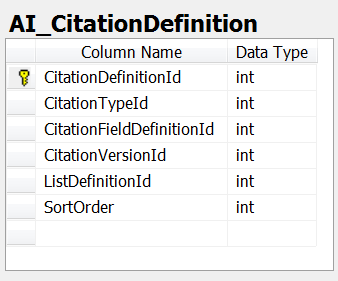 AI_CitationDefinition
Column Name Data Type
CitationDefinitionId int
CitationTypeId int
CitationFieldDefinitionId int
CitationVersionId int
ListDefinitionId int
SortOrder int